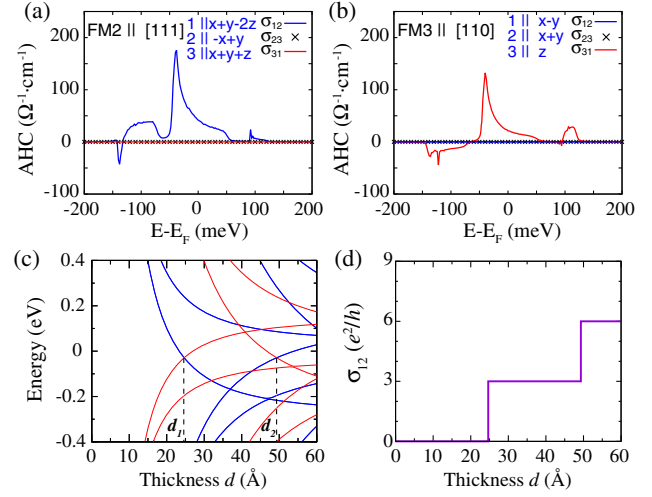 (a)
FM2 || [111]
1 ||x+y-2z
2 || -x+y
3 ||x+y+z
σ12
σ23
σ31
AHC (Ω-1·cm-1)
200
100
0
-100
-200 -100 0 100 200
E-EF (meV)
(b)
FM3 || [110]
1 || x-y
2 || x+y
3 || z
σ12
σ23
σ31
AHC (Ω-1·cm-1)
200
100
0
-100
-200 -100 0 100 200
E-EF (meV)
(c)
Energy (eV)
0.4
0.2
0
-0.2
-0.4
d1
d2
0 10 20 30 40 50 60
Thickness d (Å)
(d)
σ12 (e2/h)
9
6
3
0
0 10 20 30 40 50 60
Thickness d (Å)